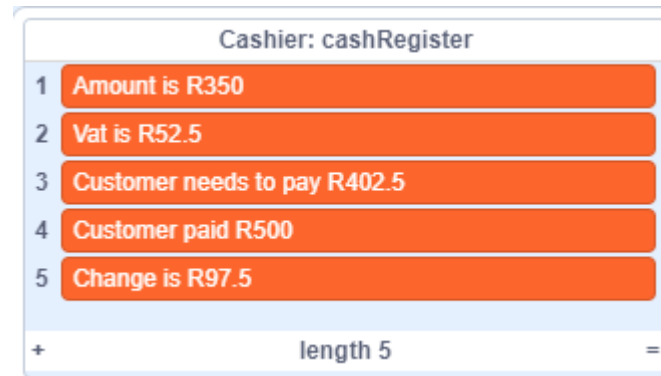 Cashier: cashRegister
1 Amount is R350
2 Vat is R52.5
3 Customer needs to pay R402.5
4 Customer paid R500
5 Change is R97.5
+ length 5 =